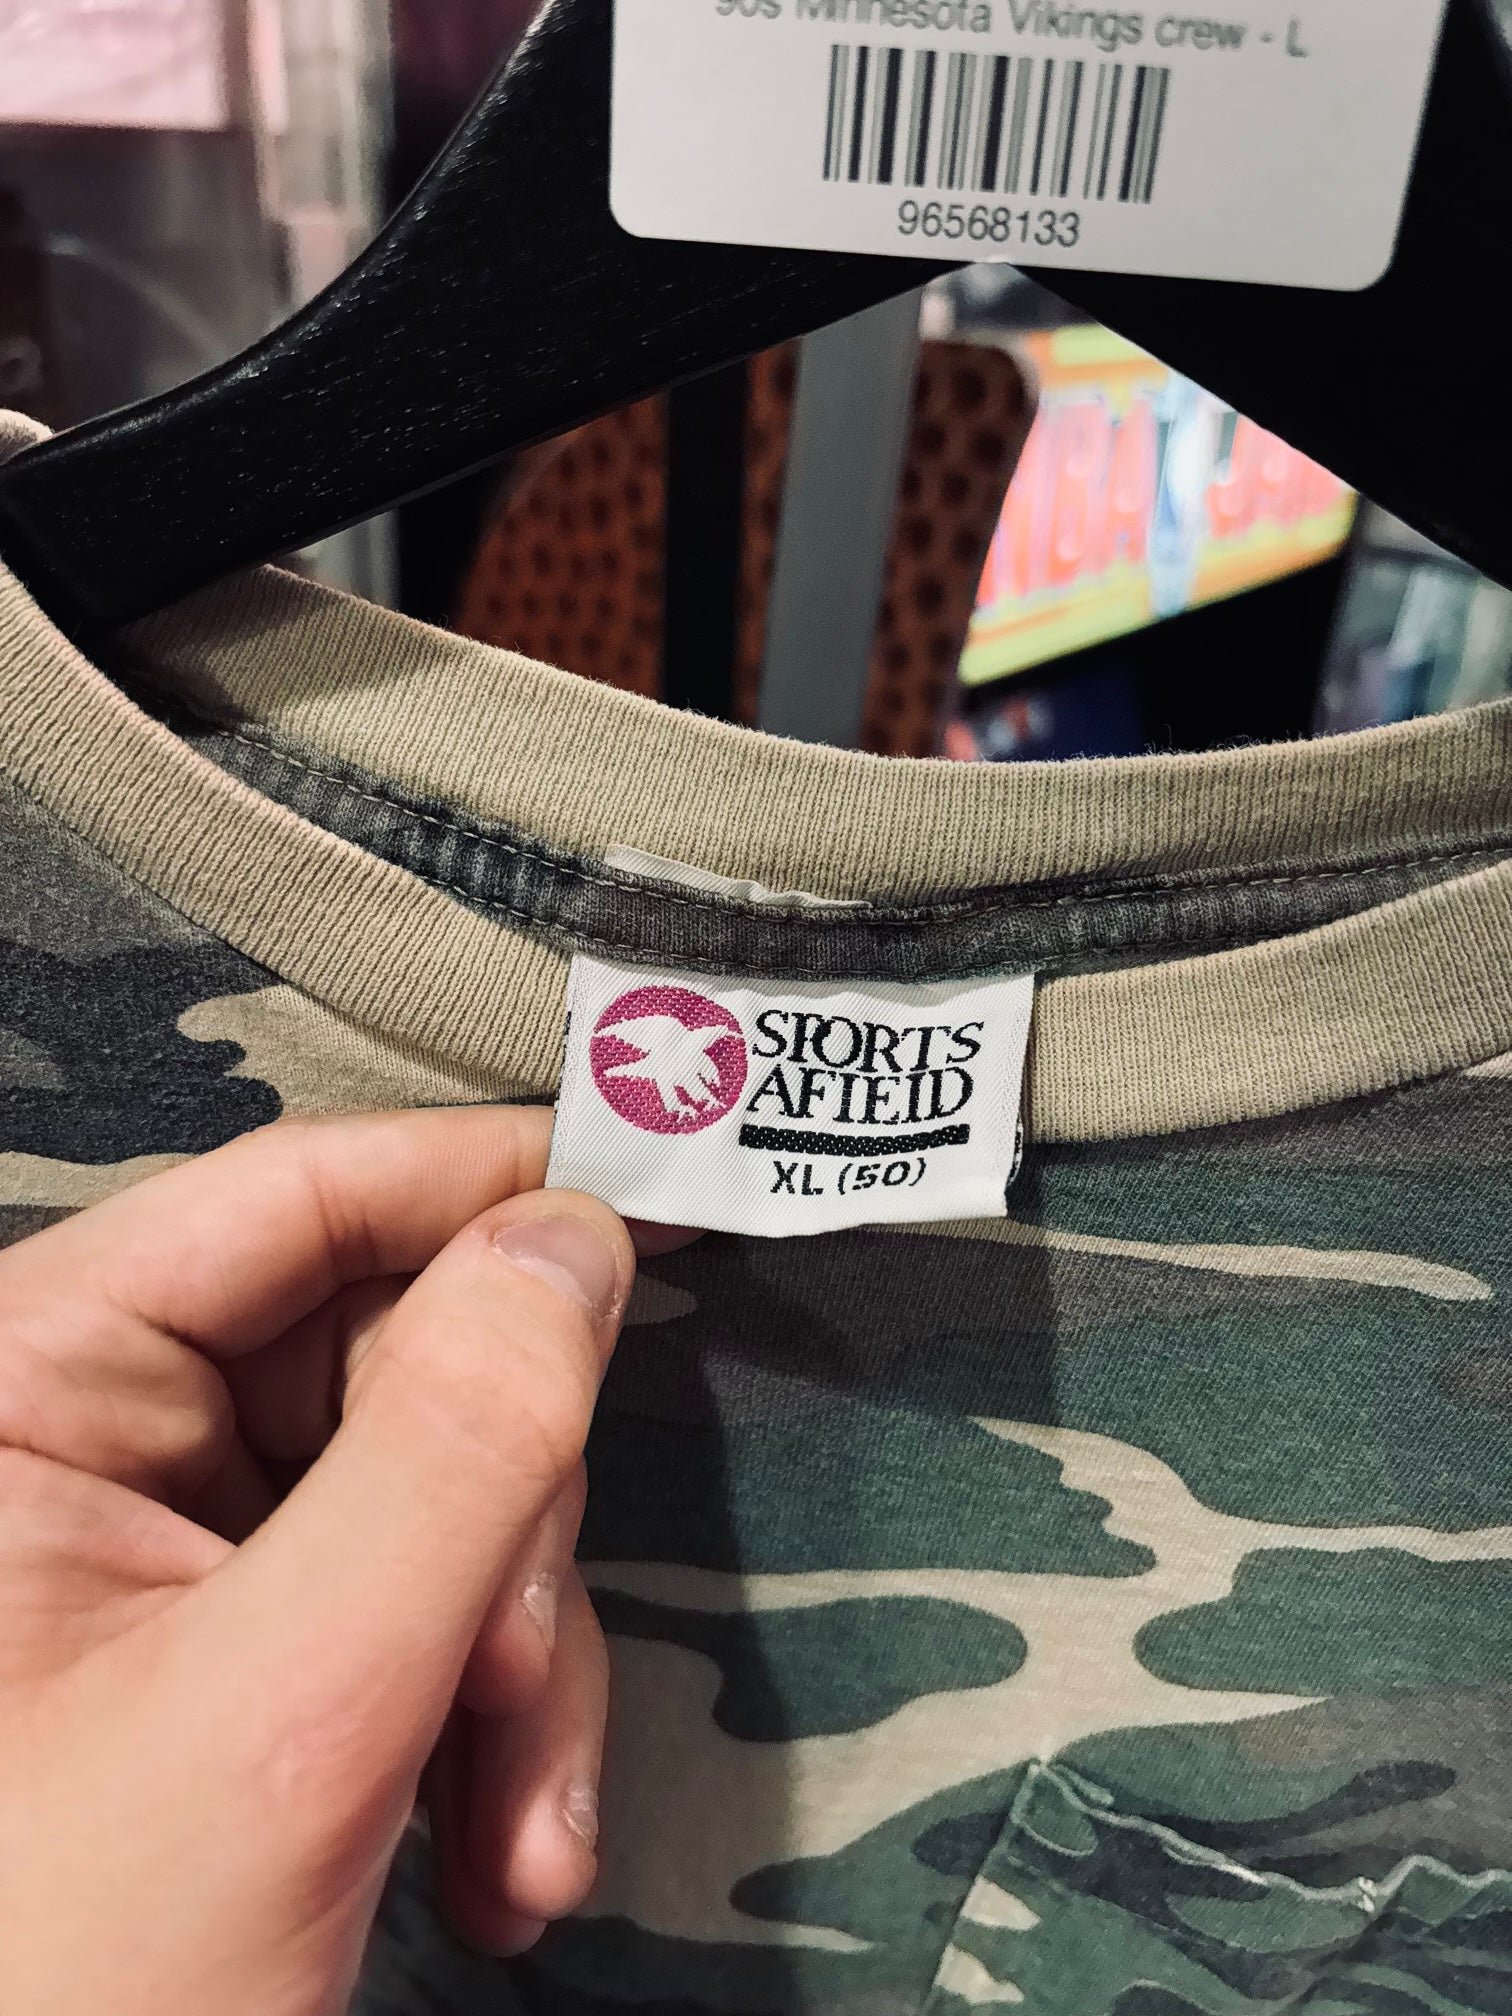 90s Minnesota Vikings crew - L
96568133
SPORTS
AFIELD
XL (50)